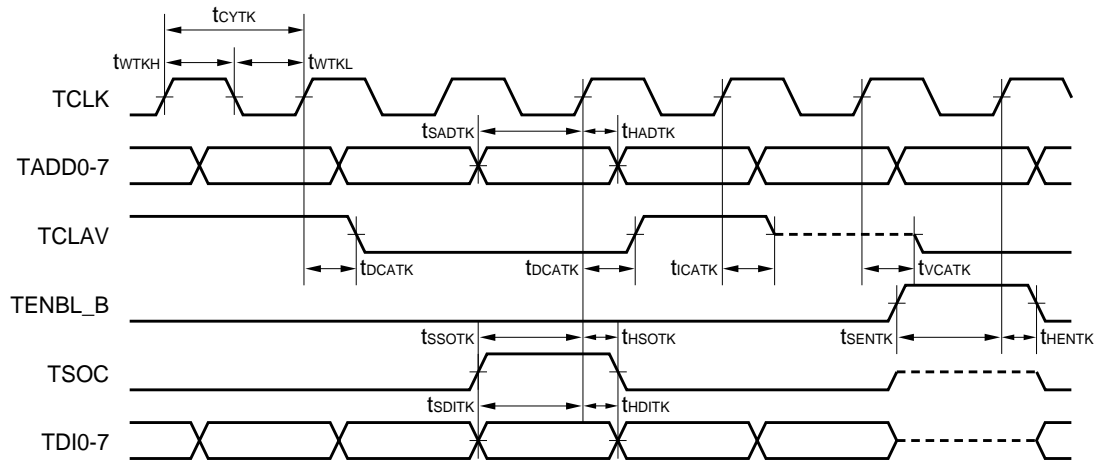 tCYTK
tWTKH tWTKL
TCLK
tSADTK tHADTK
TADD0-7
TCLAV
tDCATK tDCATK tICATK tVCATK
TENBL_B
tSSOTK tHSOTK tSENTK tHENTK
TSOC
tSDITK tHDITK
TDI0-7